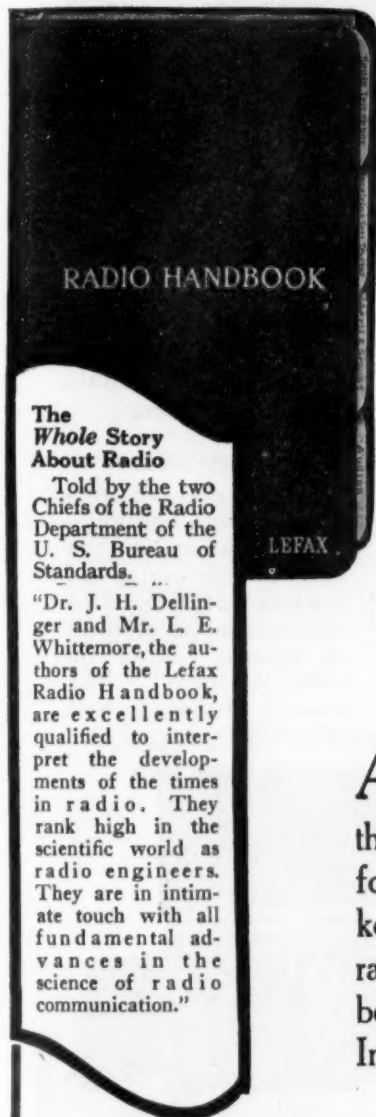 RADIO HANDBOOK
LEFAX
The
Whole Story
About Radio
Told by the two
Chiefs of the Radio
Department of the
U. S. Bureau of
Standards.
"Dr. J. H. Dellin-
ger and Mr. L. E.
Whittemore, the au-
thors of the Lefax
Radio Handbook,
are excellently
qualified to inter-
pret the develop-
ments of the times
in radio. They
rank high in the
scientific world as
radio engineers.
They are in intim-
ate touch with all
fundamental ad-
vances in the
science of radio
communication."
A
th
fo
ke
ra
be
In